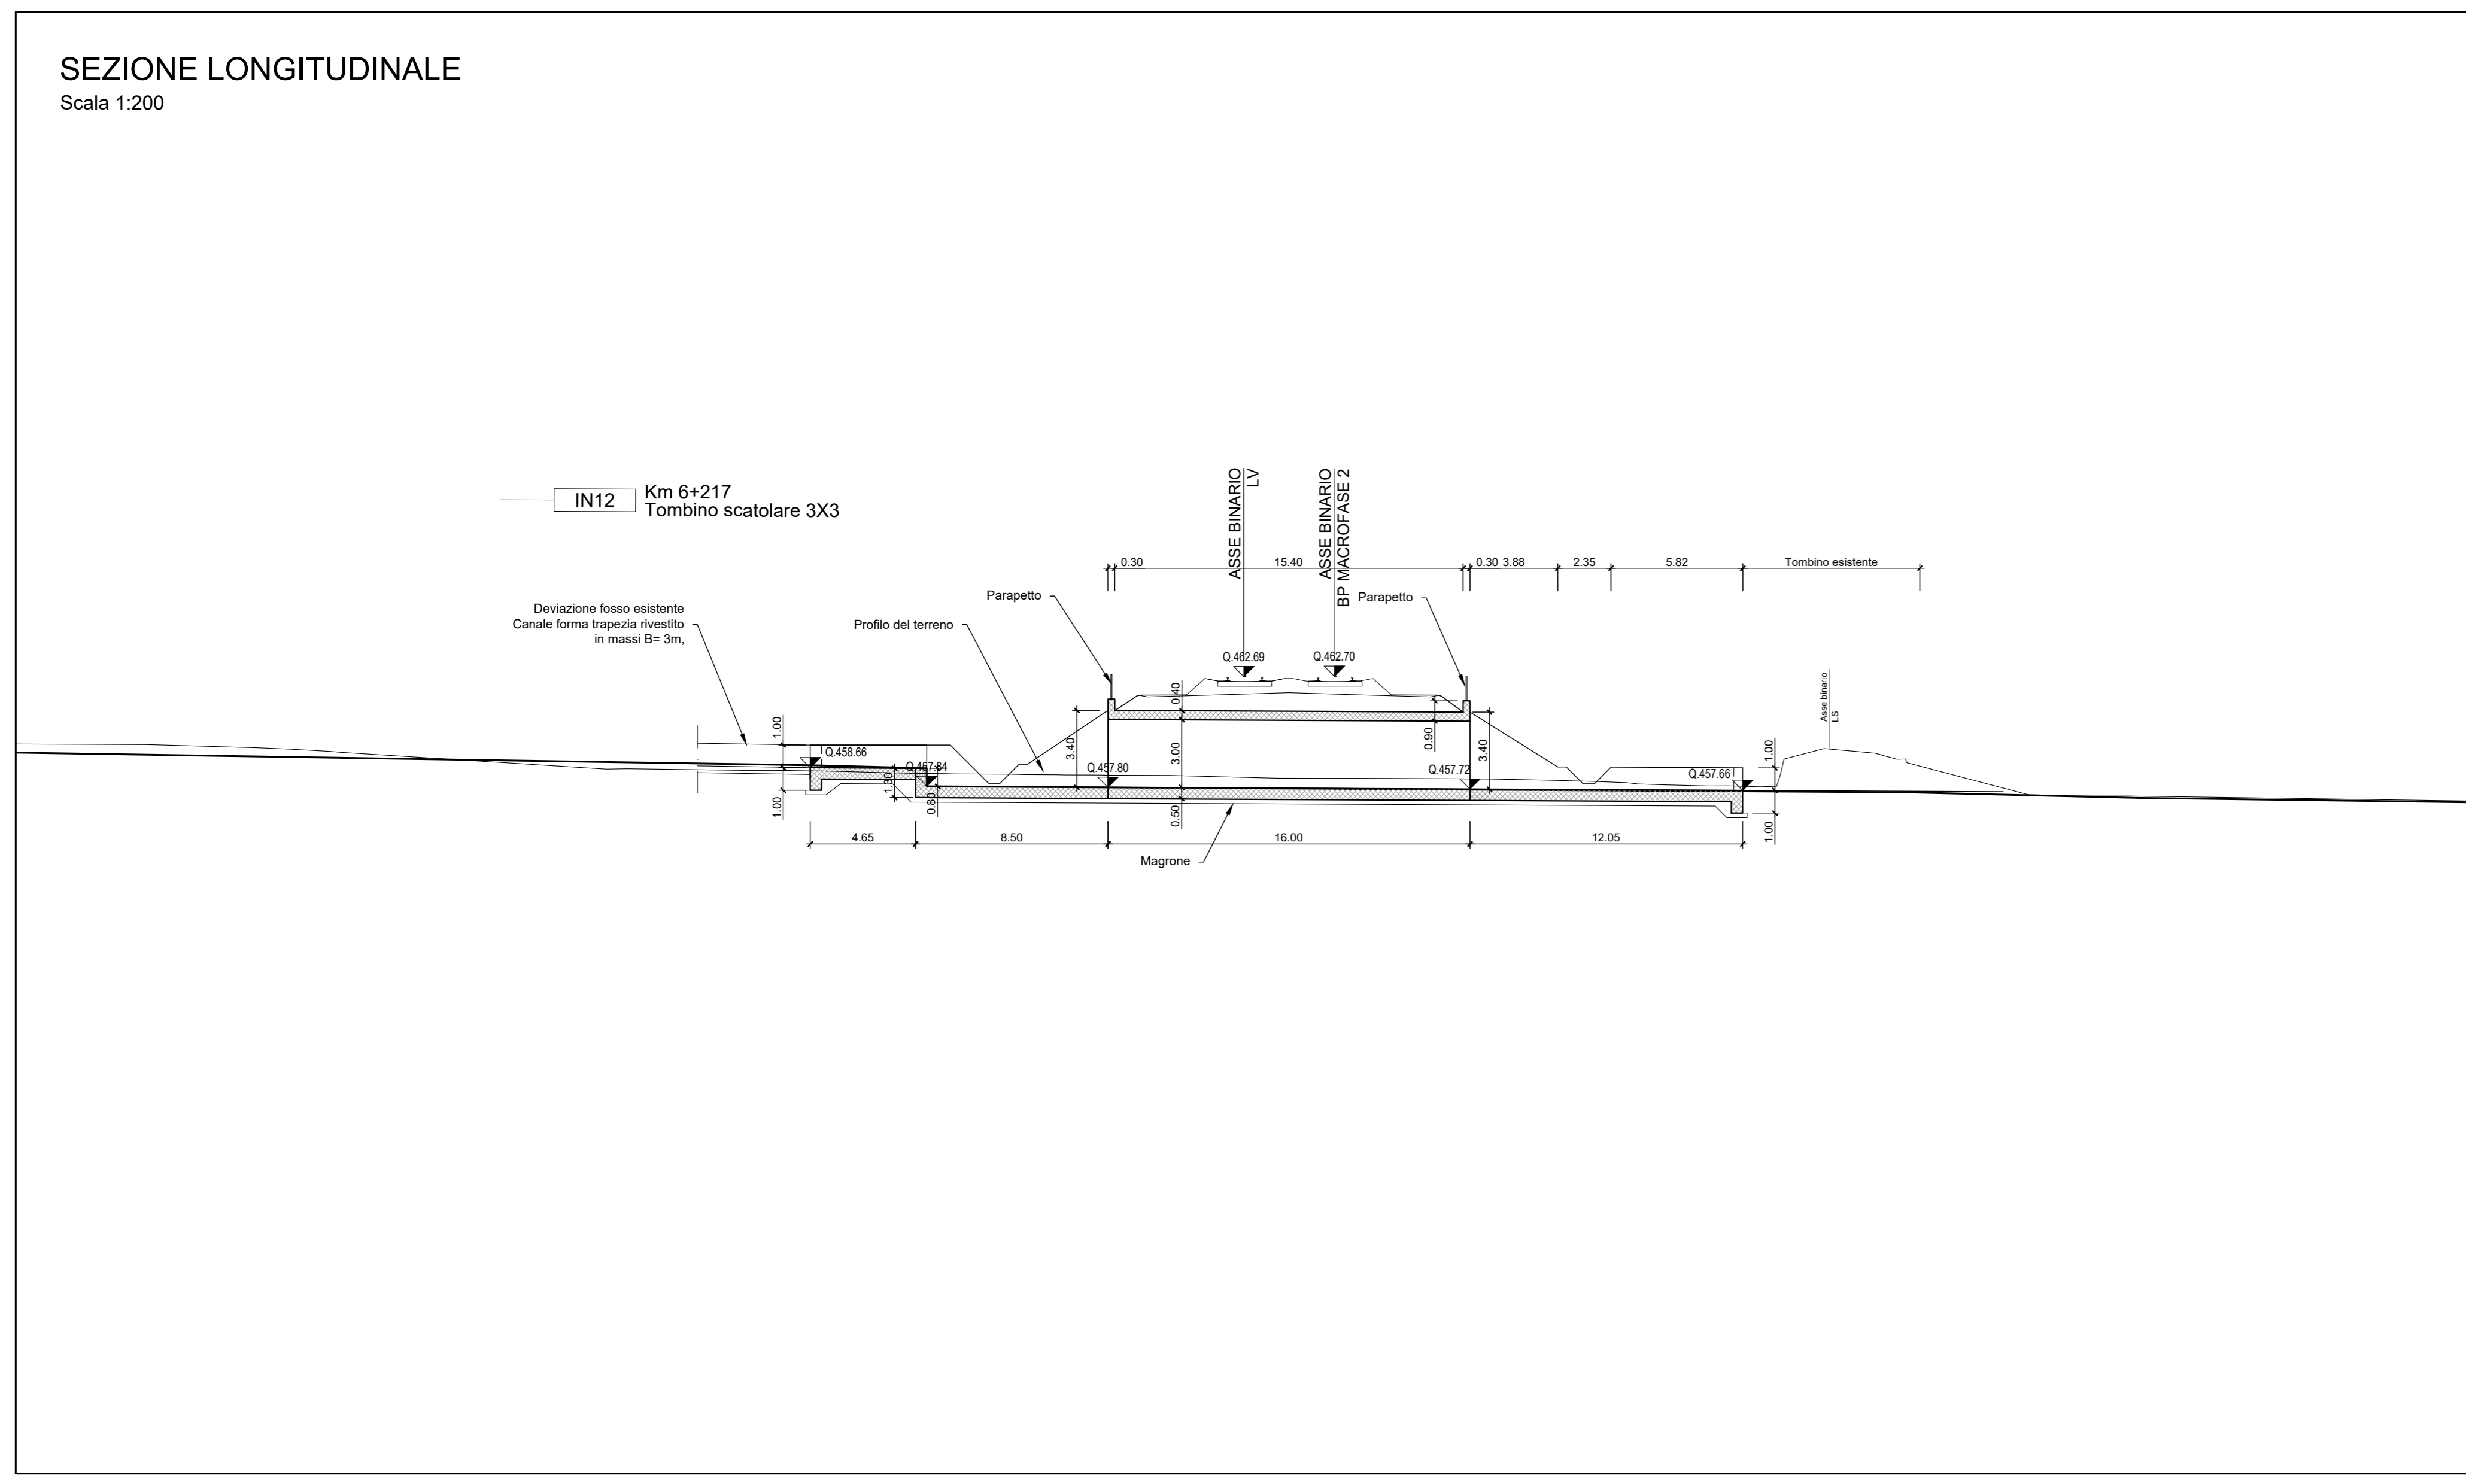 SEZIONE LONGITUDINALE
Scala 1:200
IN12
Km 6+217
Tombino scatolare 3X3
ASSE BINARIO
LV
ASSE BINARIO
BP MACROFASE 2
0.30
15.40
0.30
3.88
2.35
5.82
Tombino esistente
Deviazione fosso esistente
Canale forma trapezia rivestito
in massi B= 3m,
Profilo del terreno
Parapetto
Parapetto
Q.462.69
Q.462.70
Asse binario
LS
0.40
3.40
3.00
0.90
3.40
1.00
Q.458.66
Q.457.84
Q.457.80
Q.457.72
Q.457.66
1.00
1.30
0.80
1.00
0.50
1.00
4.65
8.50
16.00
12.05
Magrone